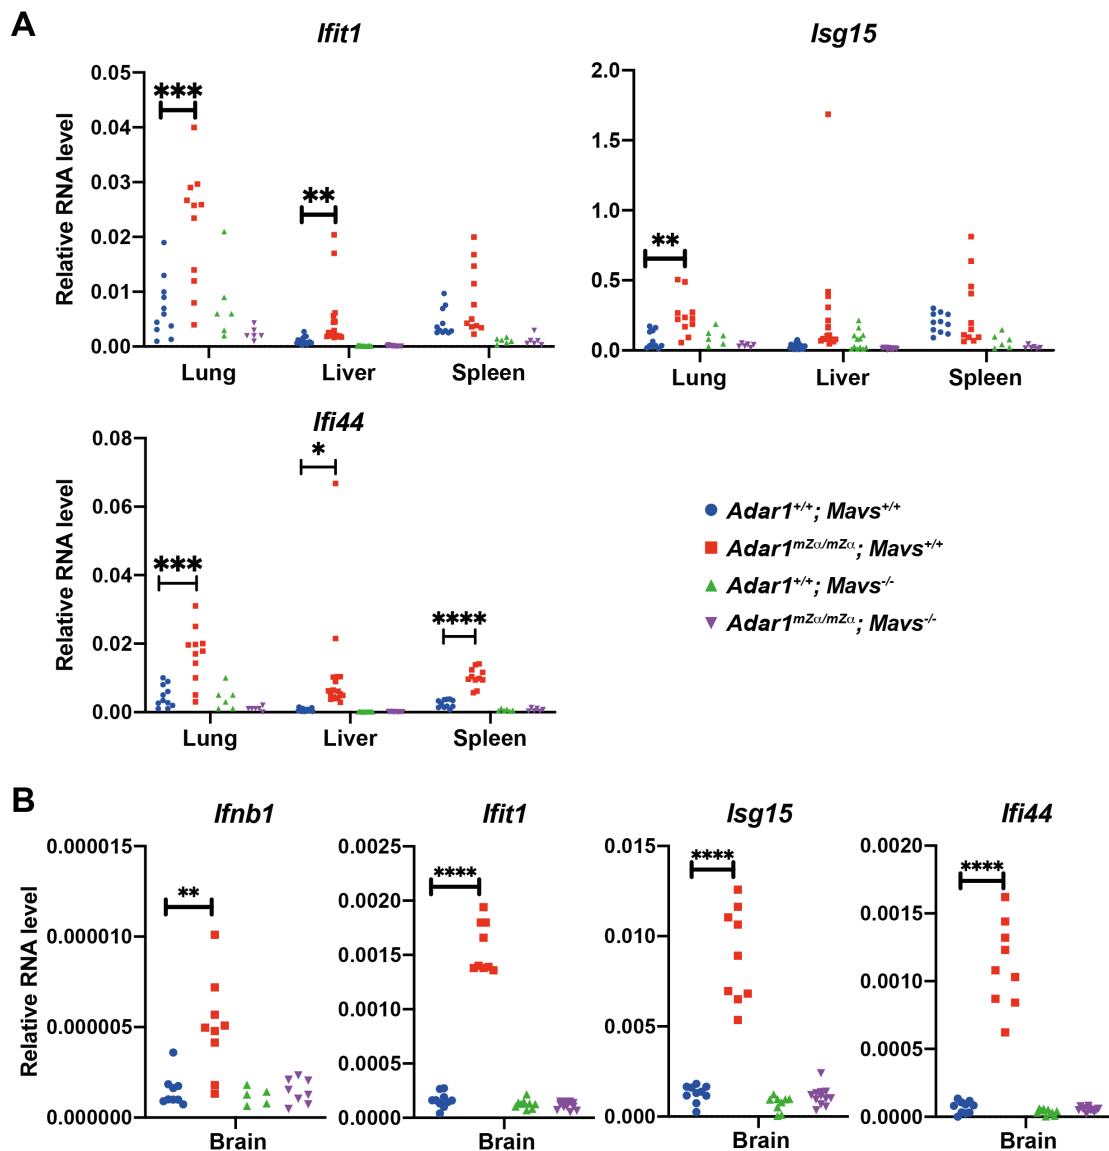 A
Ifit1
Isg15
Relative RNA level
0.05
0.04
0.03
0.02
0.01
0.00
***
**
Lung Liver Spleen
2.0
1.5
1.0
0.5
0.0
**
Lung Liver Spleen
Ifi44
Relative RNA level
0.08
0.06
0.04
0.02
0.00
***
*
****
Lung Liver Spleen
Adar1+/+; Mavs+/+
Adar1mZα/mZα; Mavs+/+
Adar1+/+; Mavs-/-
Adar1mZα/mZα; Mavs-/-
B
Ifnb1
Relative RNA level
0.000015
0.000010
0.000005
0.000000
**
Brain
Ifit1
0.0025
0.0020
0.0015
0.0010
0.0005
0.0000
****
Brain
Isg15
0.015
0.010
0.005
0.000
****
Brain
Ifi44
0.0020
0.0015
0.0010
0.0005
0.0000
****
Brain